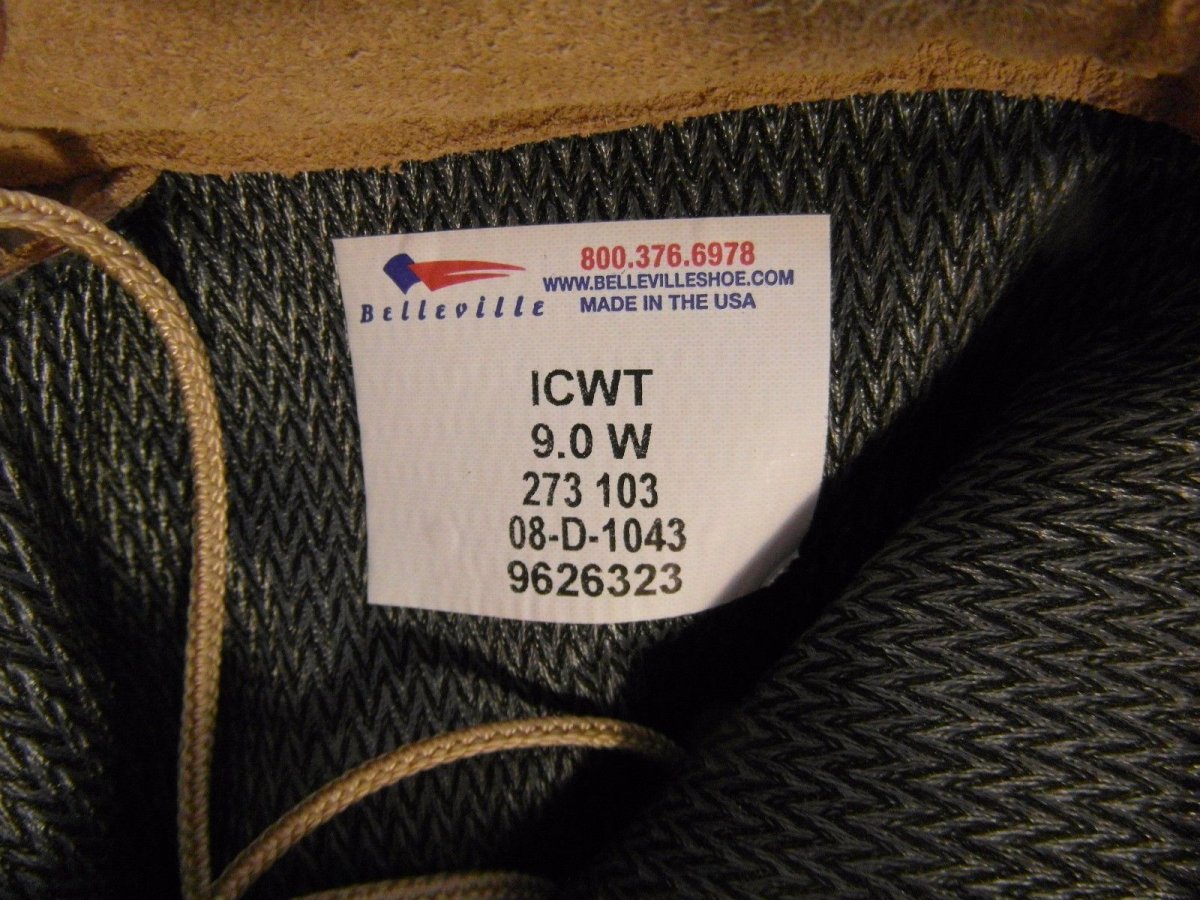 Belleville
800.376.6978
WWW.BELLEVILLESHOE.COM
MADE IN THE USA
ICWT
9.0 W
273 103
08-D-1043
9626323